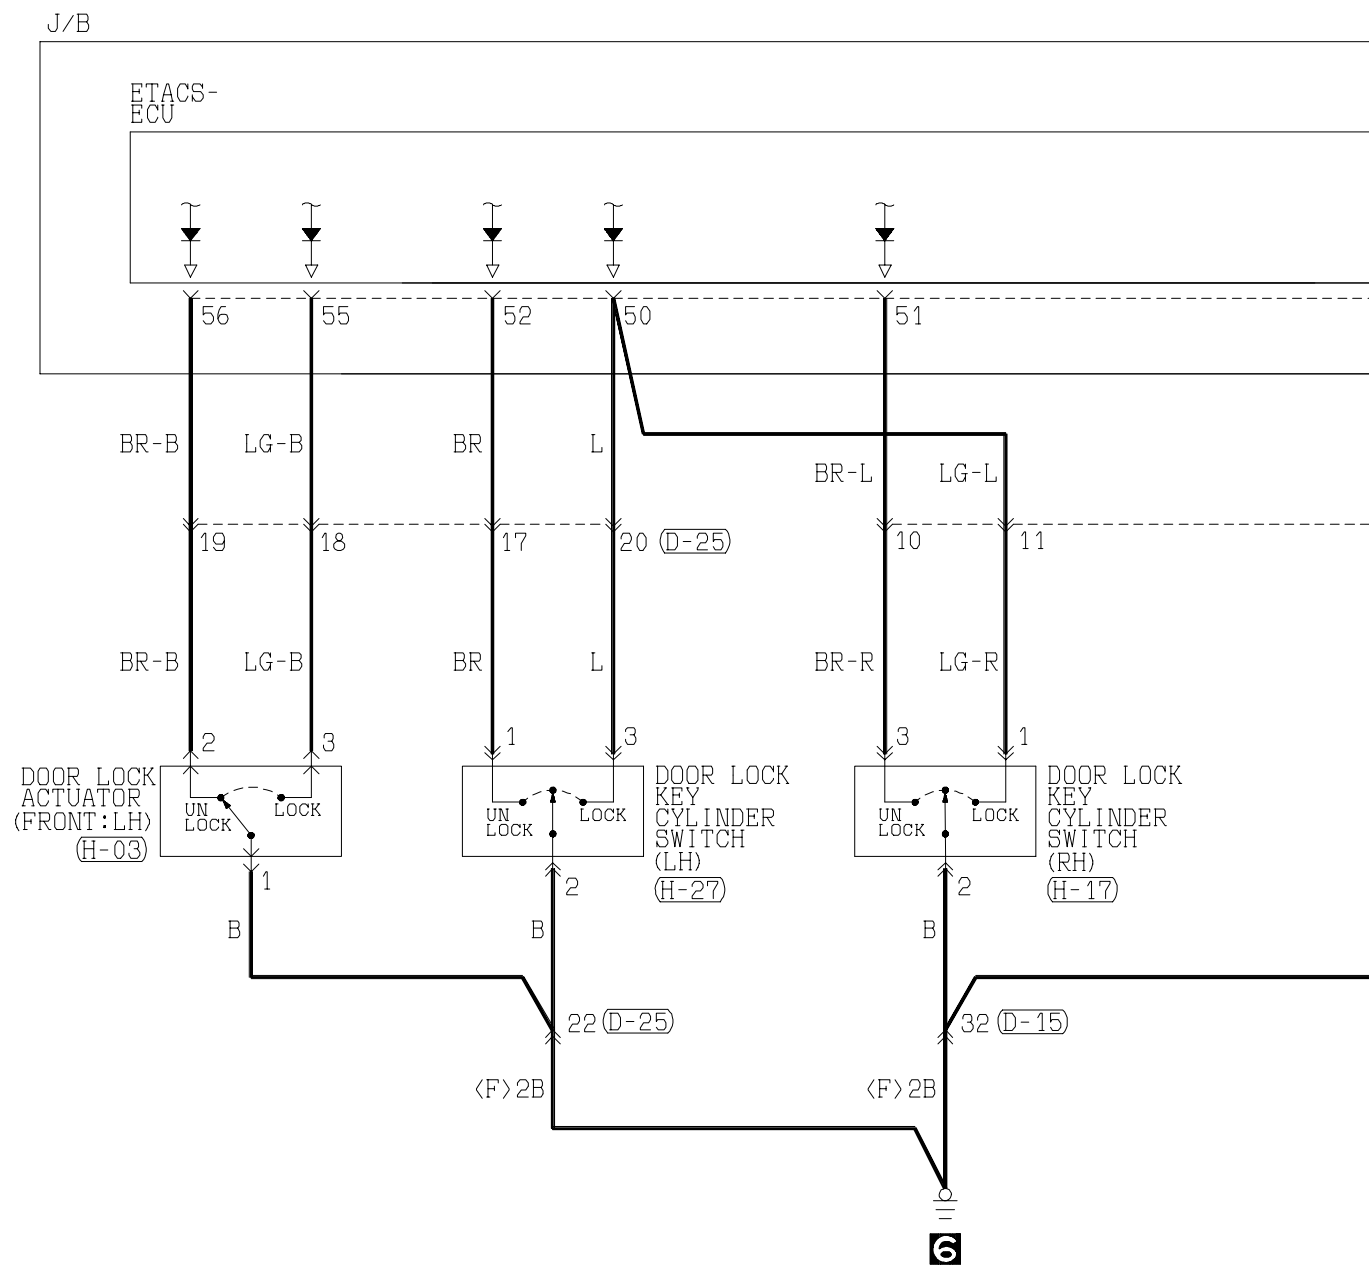 J/B
ETACS-
ECU
56
55
52
50
51
BR-B
LG-B
BR
L
BR-L
LG-L
19
18
17
20 (D-25)
10
11
BR-B
LG-B
BR
L
BR-R
LG-R
2
3
1
3
3
1
DOOR LOCK
ACTUATOR
(FRONT:LH)
(H-03)
UN
LOCK
LOCK
DOOR LOCK
KEY
CYLINDER
SWITCH
(LH)
(H-27)
UN
LOCK
LOCK
DOOR LOCK
KEY
CYLINDER
SWITCH
(RH)
(H-17)
UN
LOCK
LOCK
1
2
2
B
B
B
22 (D-25)
32 (D-15)
<F>2B
<F>2B
6